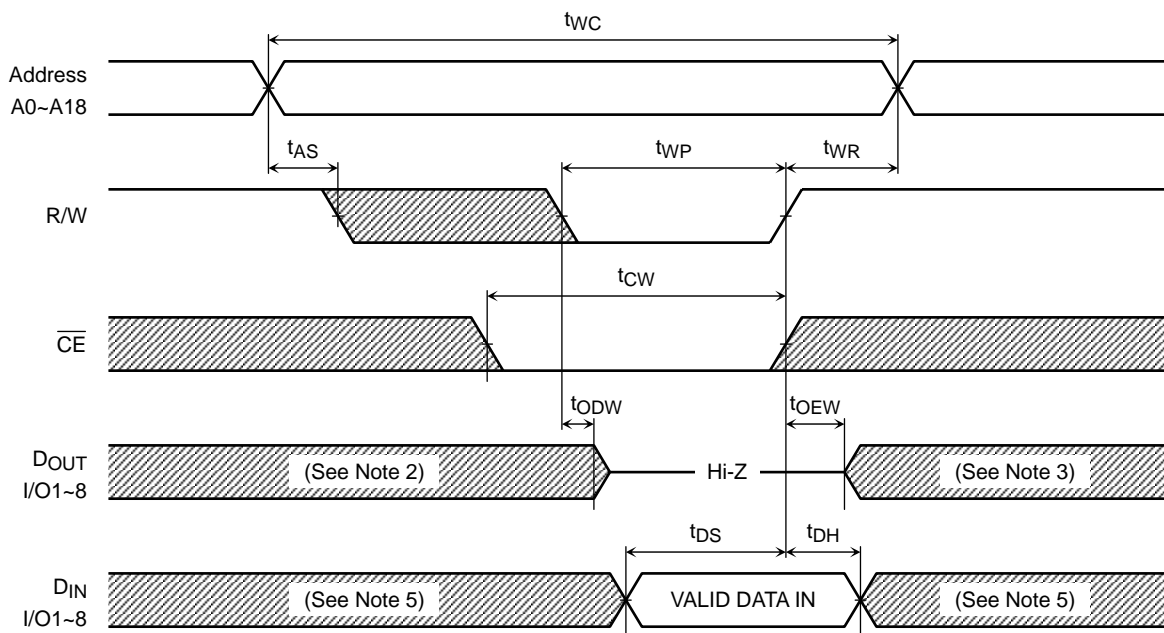 tWC
Address
A0~A18
tAS
tWP
tWR
R/W
tCW
CE
tODW
tOEW
DOUT
I/O1~8
(See Note 2)
Hi-Z
(See Note 3)
tDS
tDH
DIN
I/O1~8
(See Note 5)
VALID DATA IN
(See Note 5)